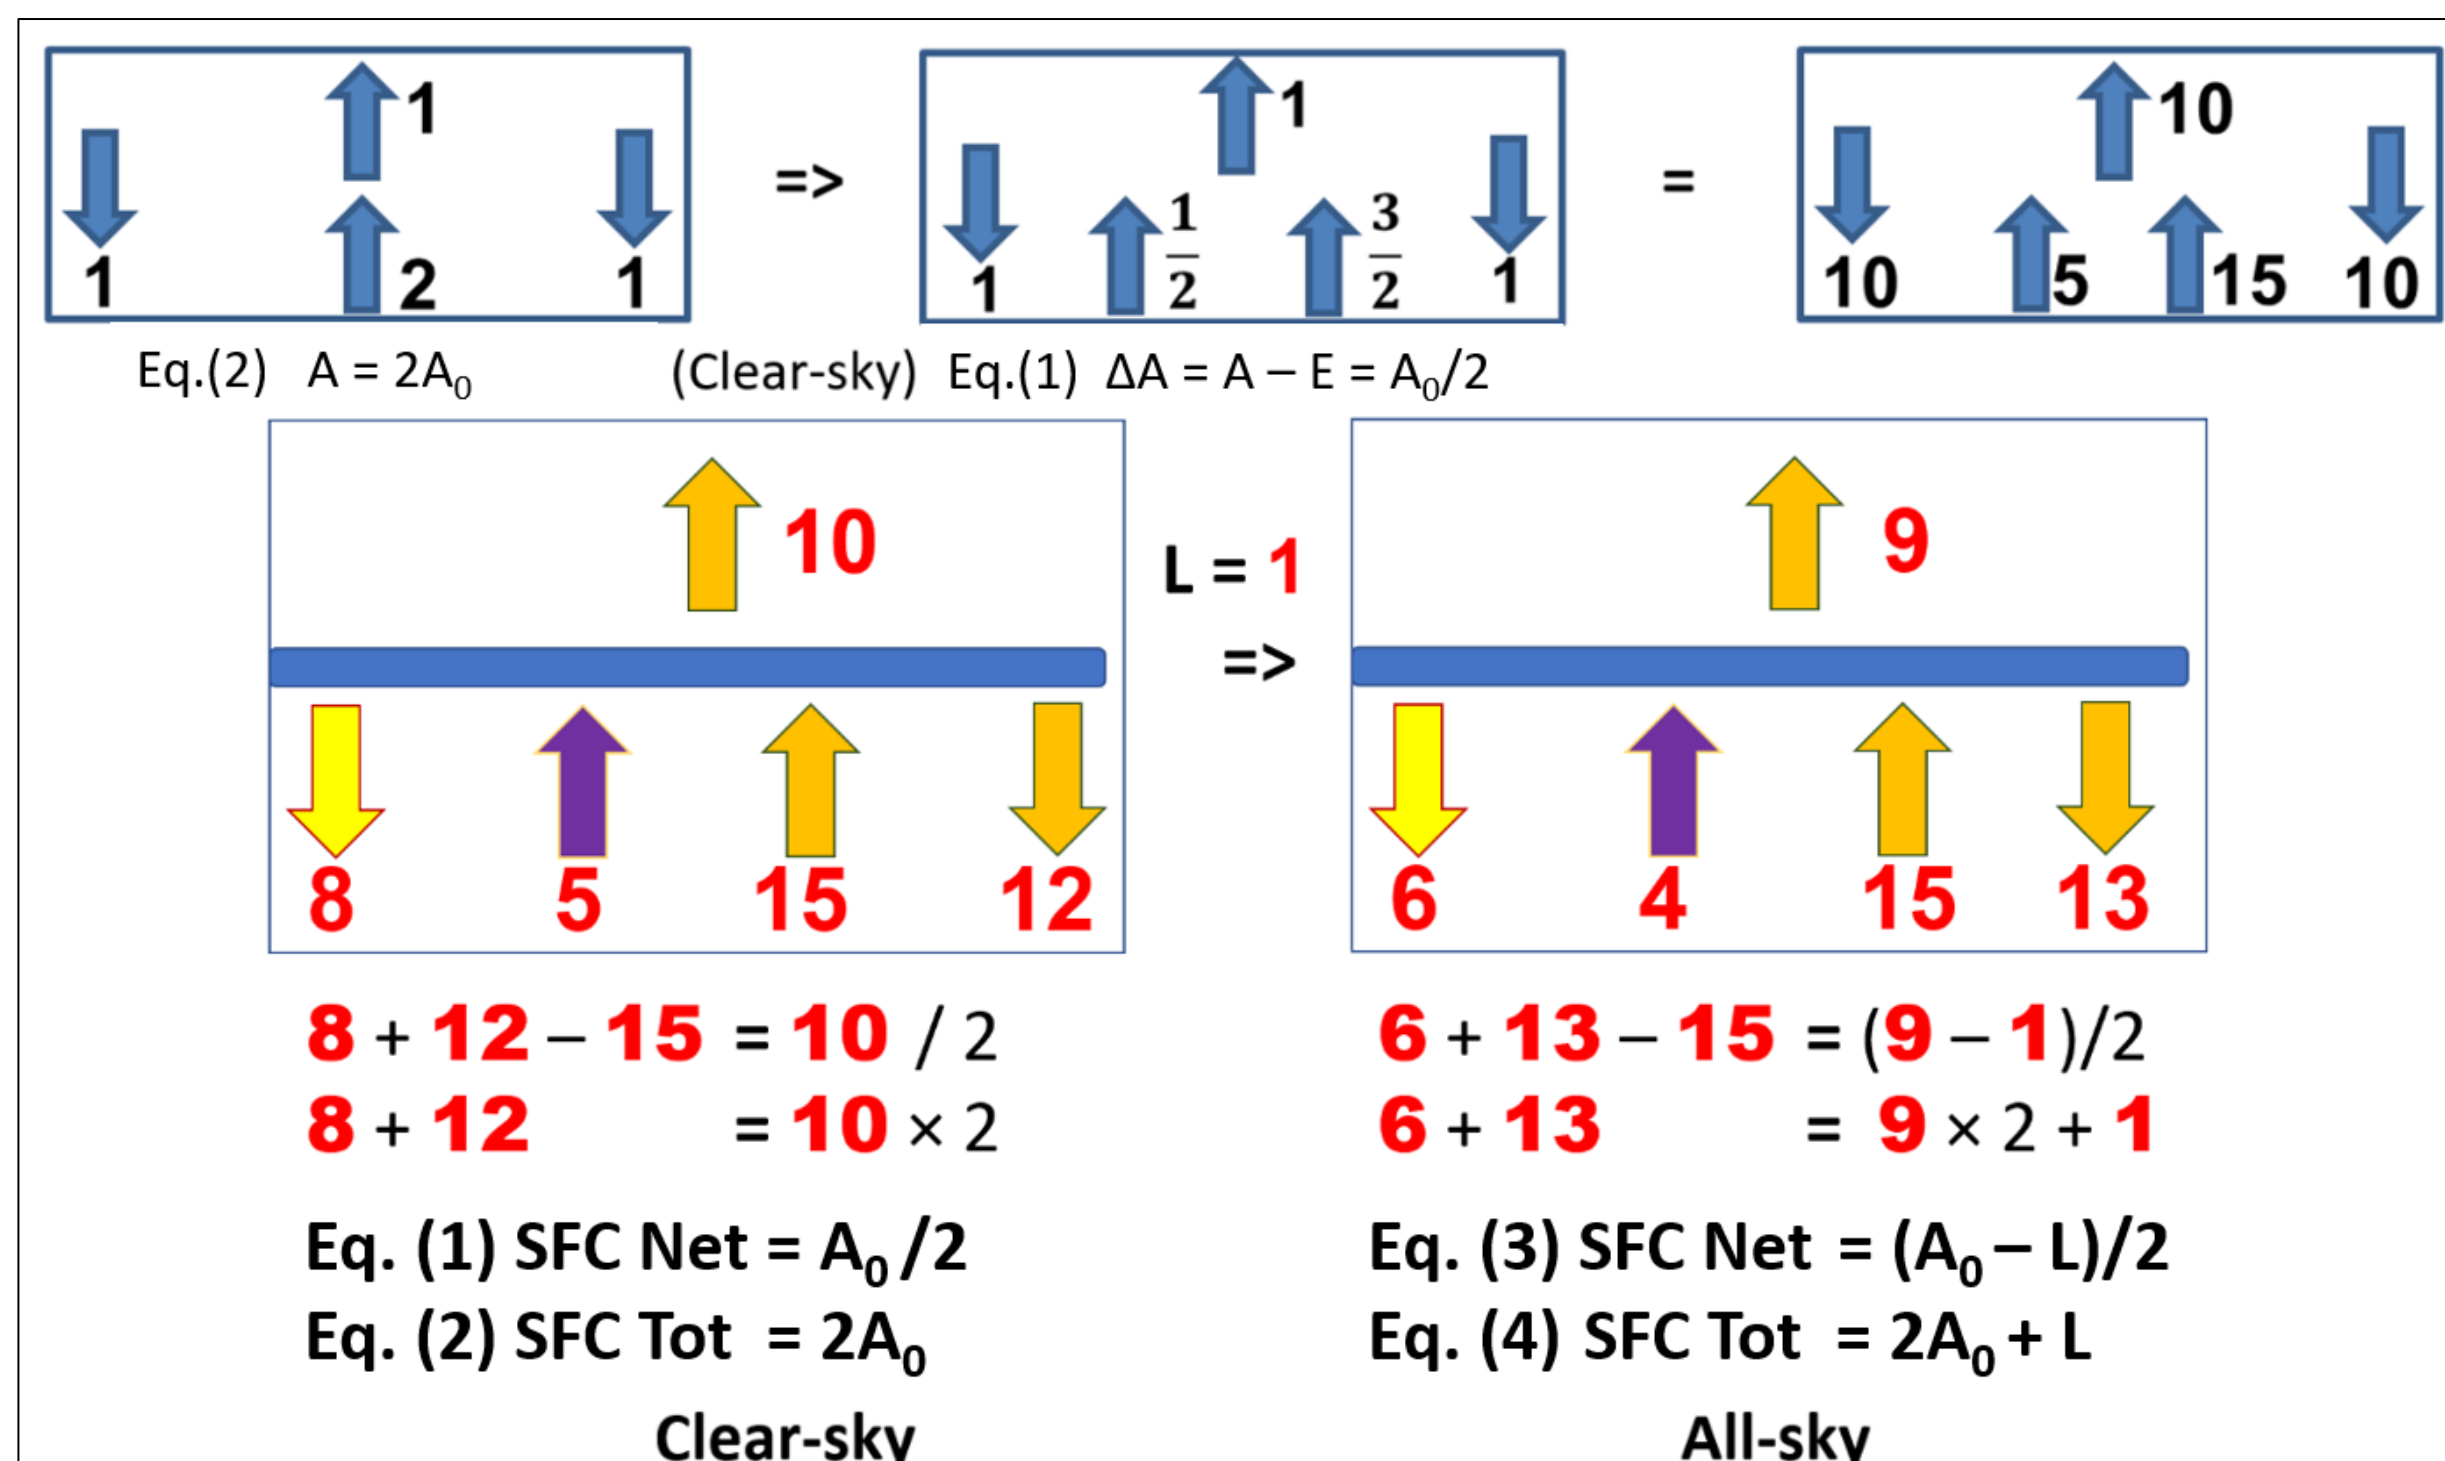 1
1
2
1
=>
1
1
1/2
3/2
1
=
10
10
5
15
10
Eq.(2) A = 2A₀
(Clear-sky) Eq.(1) ΔA = A – E = A₀/2
10
8
5
15
12
L = 1
=>
9
6
4
15
13
8 + 12 – 15 = 10 / 2
8 + 12 = 10 × 2
6 + 13 – 15 = (9 – 1)/2
6 + 13 = 9 × 2 + 1
Eq. (1) SFC Net = A₀ /2
Eq. (2) SFC Tot = 2A₀
Eq. (3) SFC Net = (A₀ – L)/2
Eq. (4) SFC Tot = 2A₀ + L
Clear-sky
All-sky